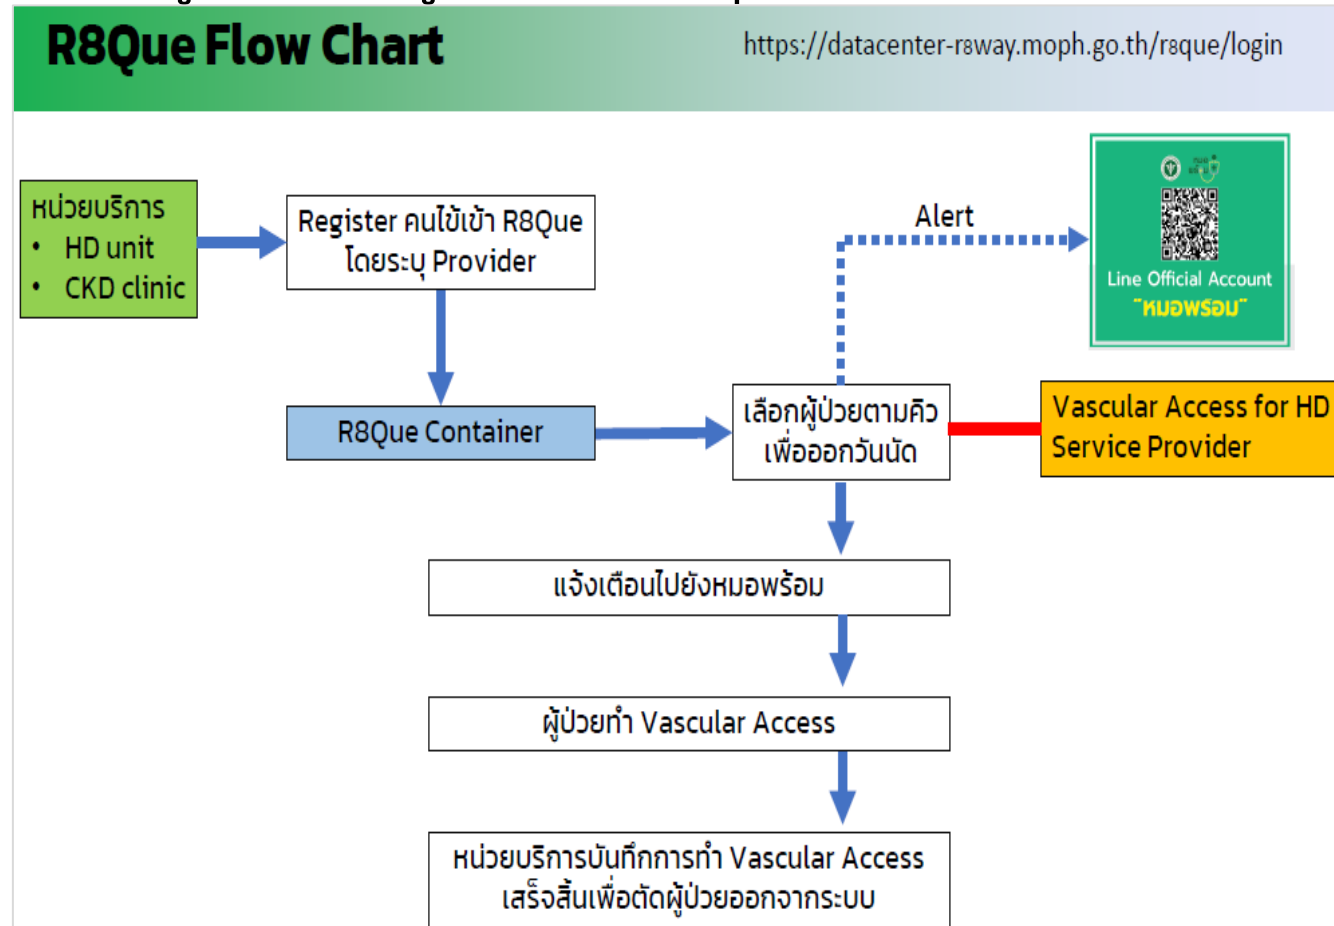 R8Que Flow Chart
https://datacenter-r8way.moph.go.th/r8que/login
หน่วยบริการ
• HD unit
• CKD clinic
Register คนไข้เข้า R8Que
โดยระบุ Provider
Alert
Line Official Account
"หมอพร้อม"
R8Que Container
เลือกผู้ป่วยตามคิว
เพื่อออกวันนัด
Vascular Access for HD
Service Provider
แจ้งเตือนไปยังหมอพร้อม
ผู้ป่วยทำ Vascular Access
หน่วยบริการบันทึกการทำ Vascular Access
เสร็จสิ้นเพื่อตัดผู้ป่วยออกจากระบบ